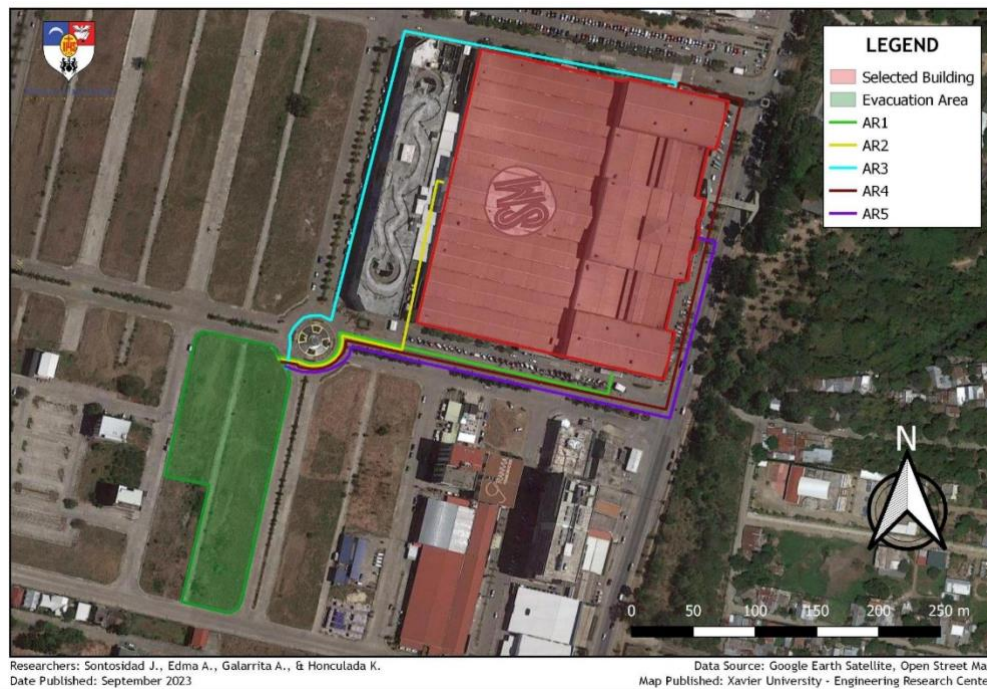 IHS
LEGEND
Selected Building
Evacuation Area
AR1
AR2
AR3
AR4
AR5
SM
N
0 50 100 150 200 250 m
Researchers: Sontosidad J., Edma A., Galarrita A., & Honculada K.
Date Published: September 2023
Data Source: Google Earth Satellite, Open Street Ma
Map Published: Xavier University - Engineering Research Cente